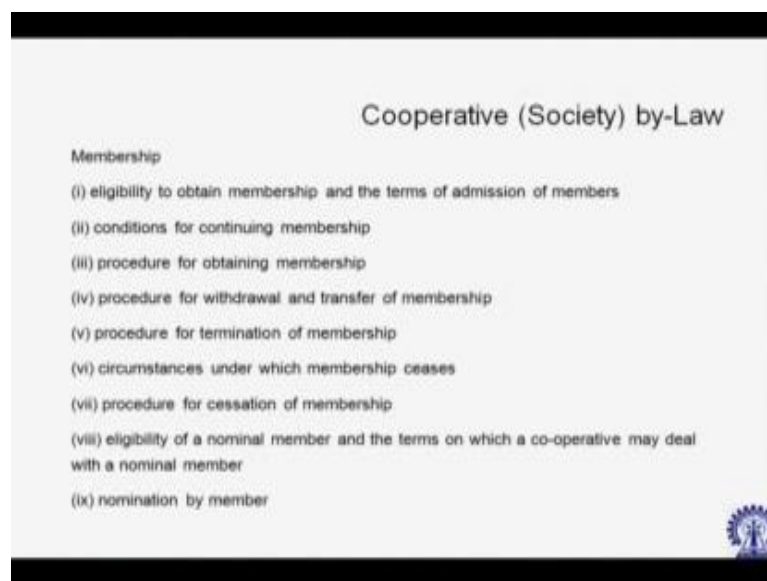 Cooperative (Society) by-Law
Membership
(i) eligibility to obtain membership and the terms of admission of members
(ii) conditions for continuing membership
(iii) procedure for obtaining membership
(iv) procedure for withdrawal and transfer of membership
(v) procedure for termination of membership
(vi) circumstances under which membership ceases
(vii) procedure for cessation of membership
(viii) eligibility of a nominal member and the terms on which a co-operative may deal
with a nominal member
(ix) nomination by member